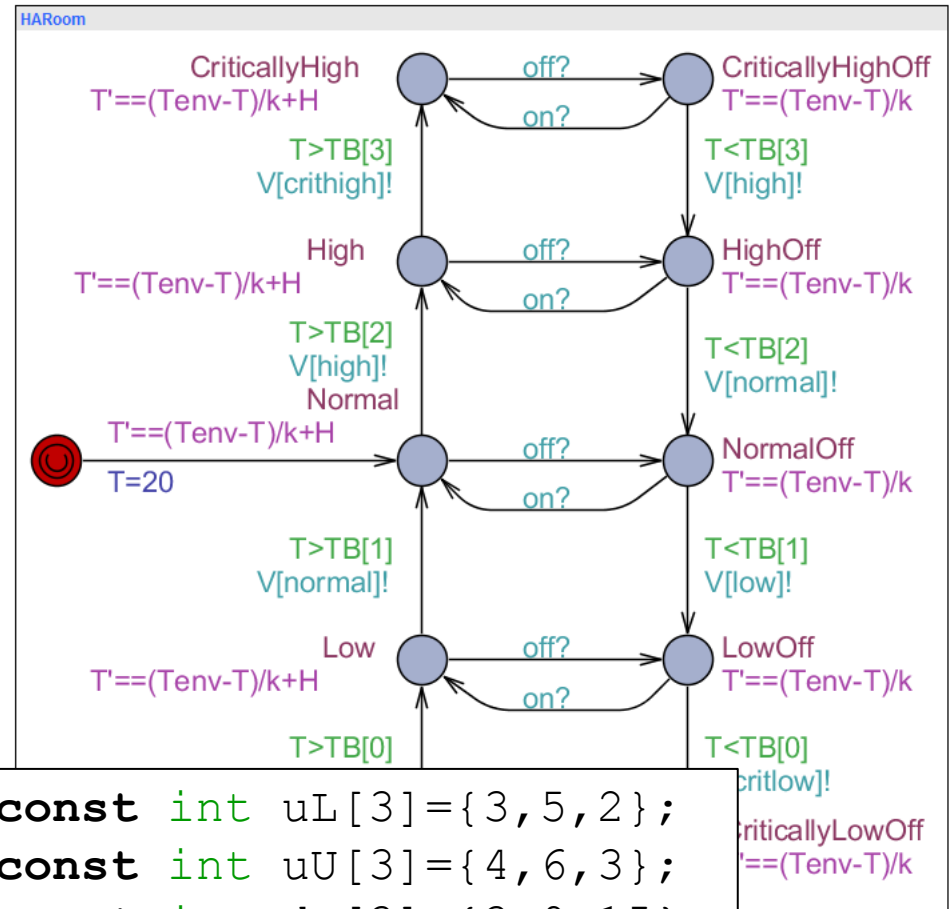 HARoom
CriticallyHigh
T'==(Tenv-T)/k+H
off?
on?
CriticallyHighOff
T'==(Tenv-T)/k
T>TB[3]
V[crithigh]!
T<TB[3]
V[high]!
High
T'==(Tenv-T)/k+H
off?
on?
HighOff
T'==(Tenv-T)/k
T>TB[2]
V[high]!
T<TB[2]
V[normal]!
Normal
T'==(Tenv-T)/k+H
T=20
off?
on?
NormalOff
T'==(Tenv-T)/k
T>TB[1]
V[normal]!
T<TB[1]
V[low]!
Low
T'==(Tenv-T)/k+H
off?
on?
LowOff
T'==(Tenv-T)/k
T>TB[0]
T<TB[0]
critlow]!
riticallyLowOff
'==(Tenv-T)/k
const int uL[3]={3,5,2};
const int uU[3]={4,6,3};